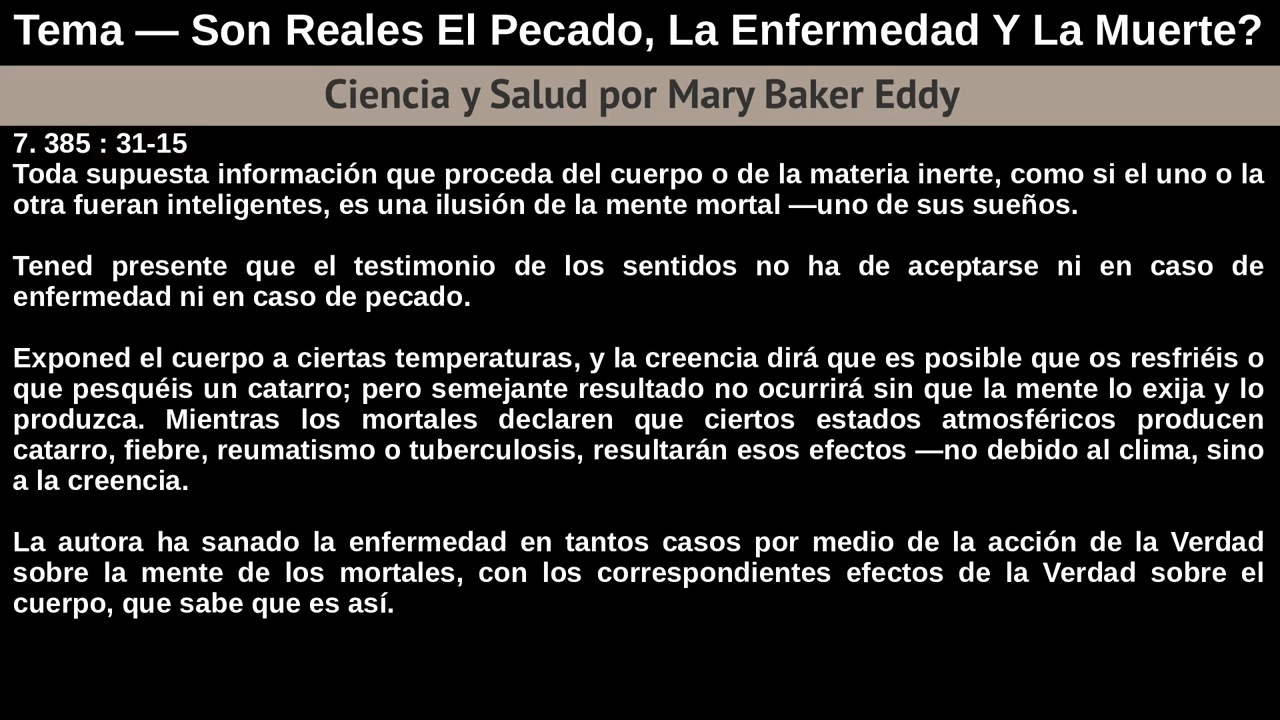 Tema — Son Reales El Pecado, La Enfermedad Y La Muerte?
Ciencia y Salud por Mary Baker Eddy
7. 385 : 31-15
Toda supuesta información que proceda del cuerpo o de la materia inerte, como si el uno o la
otra fueran inteligentes, es una ilusión de la mente mortal —uno de sus sueños.
Tened presente que el testimonio de los sentidos no ha de aceptarse ni en caso de
enfermedad ni en caso de pecado.
Exponed el cuerpo a ciertas temperaturas, y la creencia dirá que es posible que os resfriéis o
que pesquéis un catarro; pero semejante resultado no ocurrirá sin que la mente lo exija y lo
produzca. Mientras los mortales declaren que ciertos estados atmosféricos producen
catarro, fiebre, reumatismo o tuberculosis, resultarán esos efectos —no debido al clima, sino
a la creencia.
La autora ha sanado la enfermedad en tantos casos por medio de la acción de la Verdad
sobre la mente de los mortales, con los correspondientes efectos de la Verdad sobre el
cuerpo, que sabe que es así.